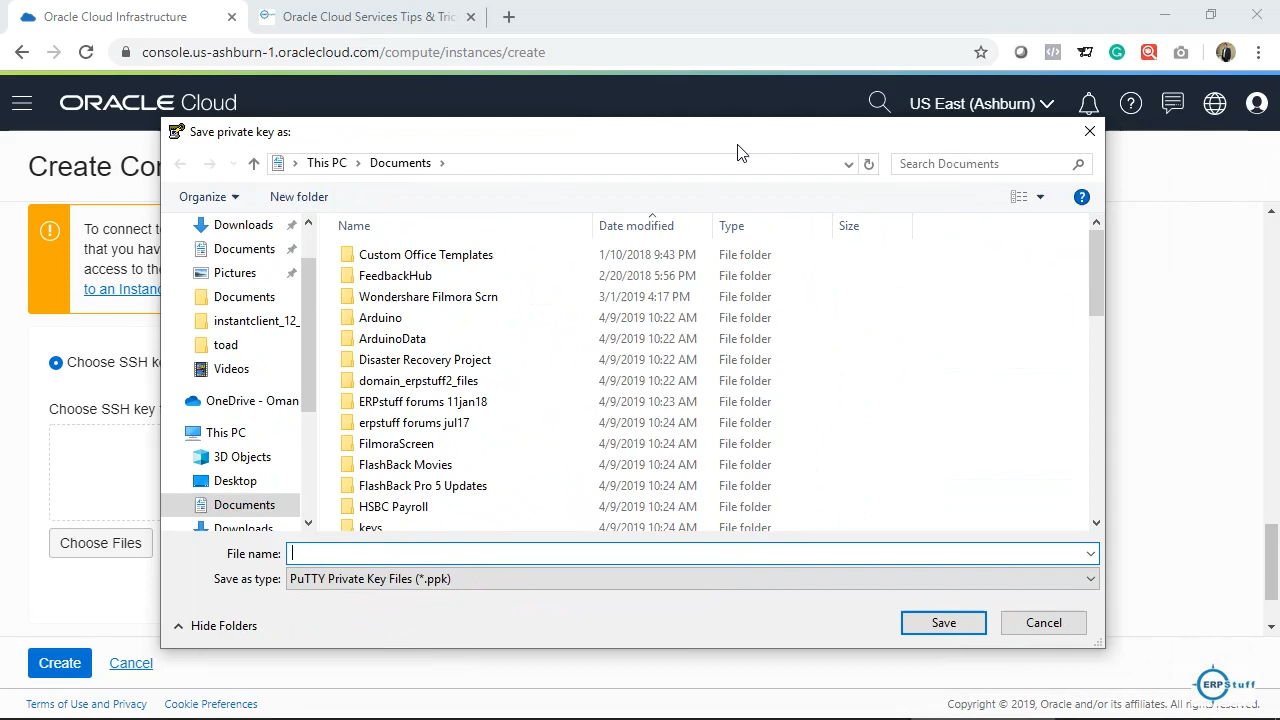 Oracle Cloud Infrastructure
Oracle Cloud Services Tips & Tric
console.us-ashburn-1.oraclecloud.com/compute/instances/create
ORACLE Cloud
US East (Ashburn)
Create Co
Save private key as:
This PC
Documents
Search Documents
Organize
New folder
To connect t
that you hav
access to the
to an Instanc
Choose SSH ke
Choose SSH key
Choose Files
Downloads
Documents
Pictures
Documents
instantclient_12_
toad
Videos
OneDrive - Oman
This PC
3D Objects
Desktop
Documents
Downloads
Name Date modified Type Size
Custom Office Templates 1/10/2018 9:43 PM File folder
FeedbackHub 2/20/2018 5:56 PM File folder
Wondershare Filmora Scrn 3/1/2019 4:17 PM File folder
Arduino 4/9/2019 10:22 AM File folder
ArduinoData 4/9/2019 10:22 AM File folder
Disaster Recovery Project 4/9/2019 10:22 AM File folder
domain_erpstuff2_files 4/9/2019 10:22 AM File folder
ERPstuff forums 11jan18 4/9/2019 10:23 AM File folder
erpstuff forums jul17 4/9/2019 10:24 AM File folder
FilmoraScreen 4/9/2019 10:24 AM File folder
FlashBack Movies 4/9/2019 10:24 AM File folder
FlashBack Pro 5 Updates 4/9/2019 10:24 AM File folder
HSBC Payroll 4/9/2019 10:24 AM File folder
keys 4/9/2019 10:24 AM File folder
File name:
Save as type: PuTTY Private Key Files (*.ppk)
Hide Folders
Save
Cancel
Create
Cancel
ERPStuff
Terms of Use and Privacy
Cookie Preferences
Copyright © 2019, Oracle and/or its affiliates. All rights reserved.